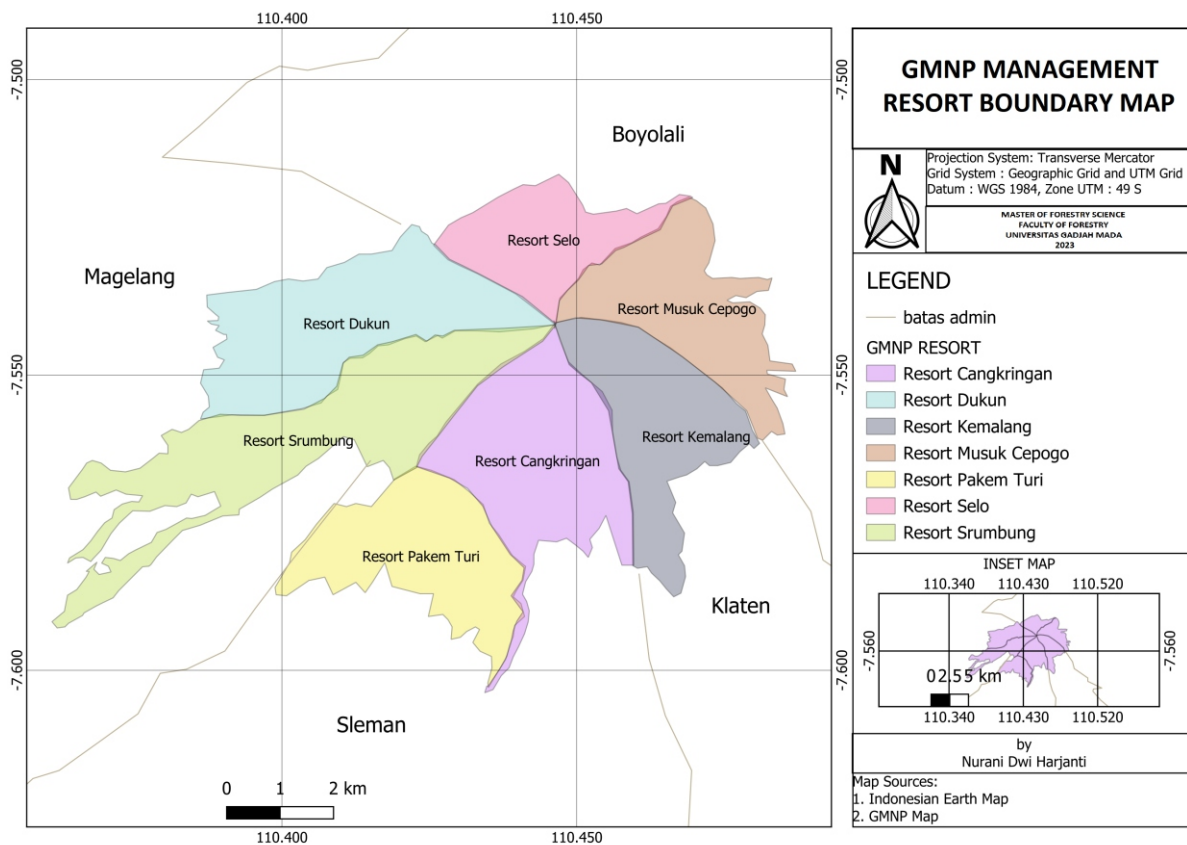 110.400
110.450
-7.500
-7.500
Boyolali
Resort Selo
Magelang
Resort Musuk Cepogo
Resort Dukun
-7.550
-7.550
Resort Srumbung
Resort Kemalang
Resort Cangkringan
Resort Pakem Turi
Klaten
-7.600
-7.600
Sleman
0 1 2 km
110.400
110.450
GMNP MANAGEMENT
RESORT BOUNDARY MAP
N
Projection System: Transverse Mercator
Grid System : Geographic Grid and UTM Grid
Datum : WGS 1984, Zone UTM : 49 S
MASTER OF FORESTRY SCIENCE
FACULTY OF FORESTRY
UNIVERSITAS GADJAH MADA
2023
LEGEND
batas admin
GMNP RESORT
Resort Cangkringan
Resort Dukun
Resort Kemalang
Resort Musuk Cepogo
Resort Pakem Turi
Resort Selo
Resort Srumbung
INSET MAP
110.340 110.430 110.520
-7.560
-7.560
02.55 km
110.340 110.430 110.520
by
Nurani Dwi Harjanti
Map Sources:
1. Indonesian Earth Map
2. GMNP Map